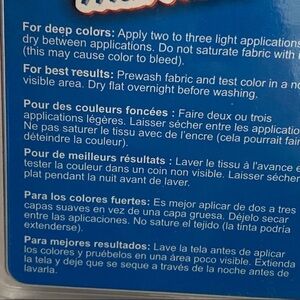 For deep colors: Apply two to three light applications
dry between applications. Do not saturate fabric with
(this may cause color to bleed).
For best results: Prewash fabric and test color in a
visible area. Dry flat overnight before washing.
Pour des couleurs foncées : Faire deux ou trois
applications légères. Laisser sécher entre les
Ne pas saturer le tissu avec de l'encre (cela pourrait
déteindre la couleur).
Pour de meilleurs résultats : Laver le tissu à l'avance
tester la couleur dans un coin non visible. Laisser sécher
plat pendant la nuit avant de laver.
Para los colores fuertes: Es mejor aplicar de dos a tres
capas suaves en vez de una capa gruesa. Déjelo secar
entre las aplicaciones. No sature el tejido (la tinta podría
extenderse).
Para mejores resultados: Lave la tela antes de aplicar
los colores y pruébelos en una área poco visible. Extienda
la tela y deje que se seque a través de la noche antes de
lavarla.